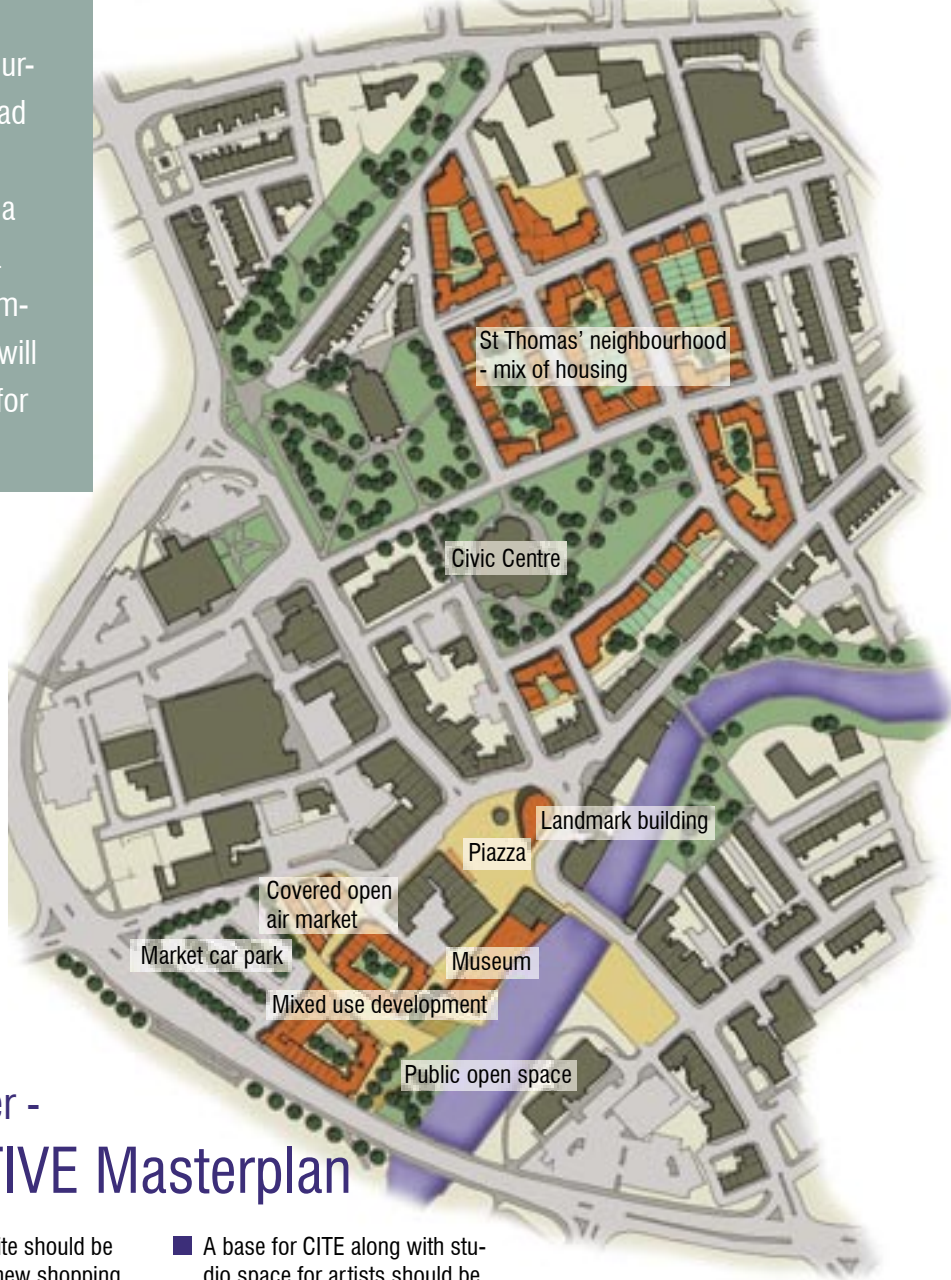 ur-
ad
a
m-
will
for
St Thomas' neighbourhood
- mix of housing
Civic Centre
Landmark building
Piazza
Covered open
air market
Market car park
Museum
Mixed use development
Public open space
er -
TIVE Masterplan
ite should be
new shopping
A base for CITE along with stu-
dio space for artists should be